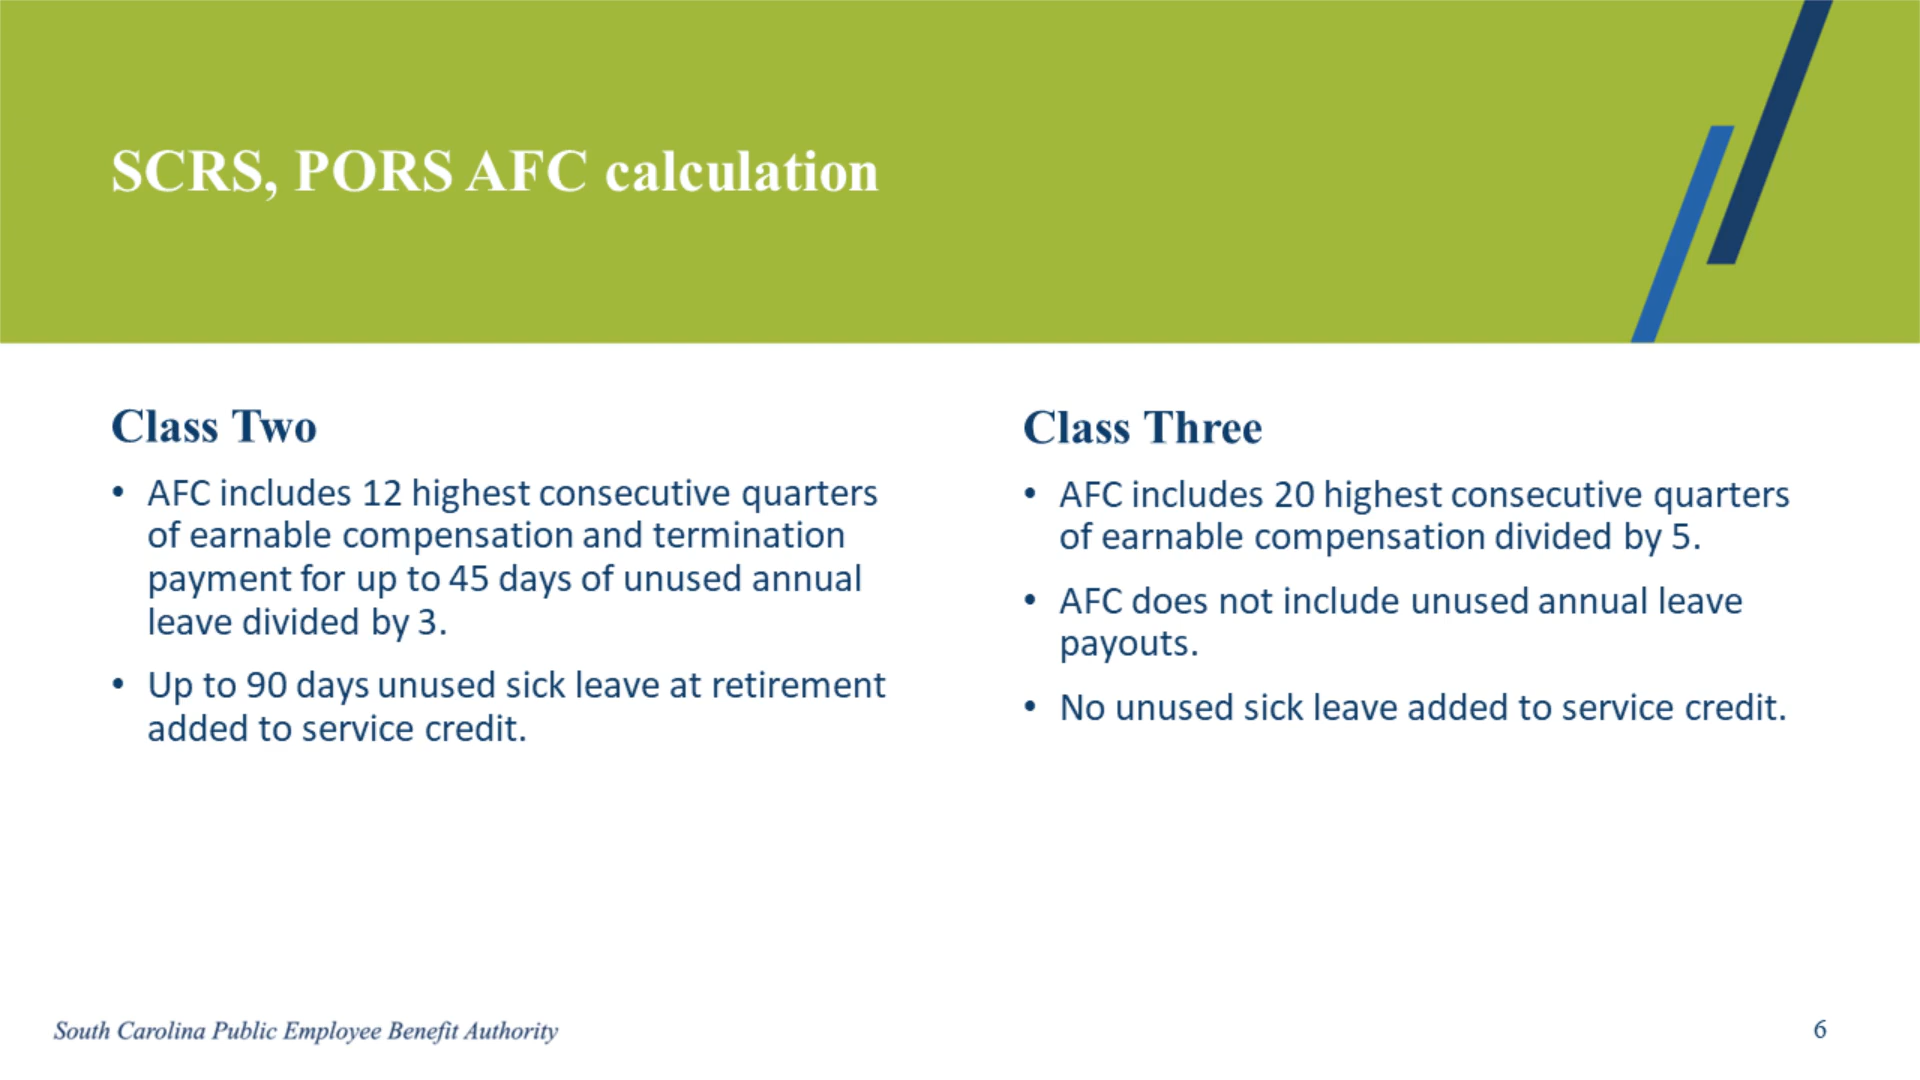 SCRS, PORS AFC calculation
Class Two
• AFC includes 12 highest consecutive quarters
of earnable compensation and termination
payment for up to 45 days of unused annual
leave divided by 3.
• Up to 90 days unused sick leave at retirement
added to service credit.
Class Three
• AFC includes 20 highest consecutive quarters
of earnable compensation divided by 5.
• AFC does not include unused annual leave
payouts.
• No unused sick leave added to service credit.
South Carolina Public Employee Benefit Authority
6